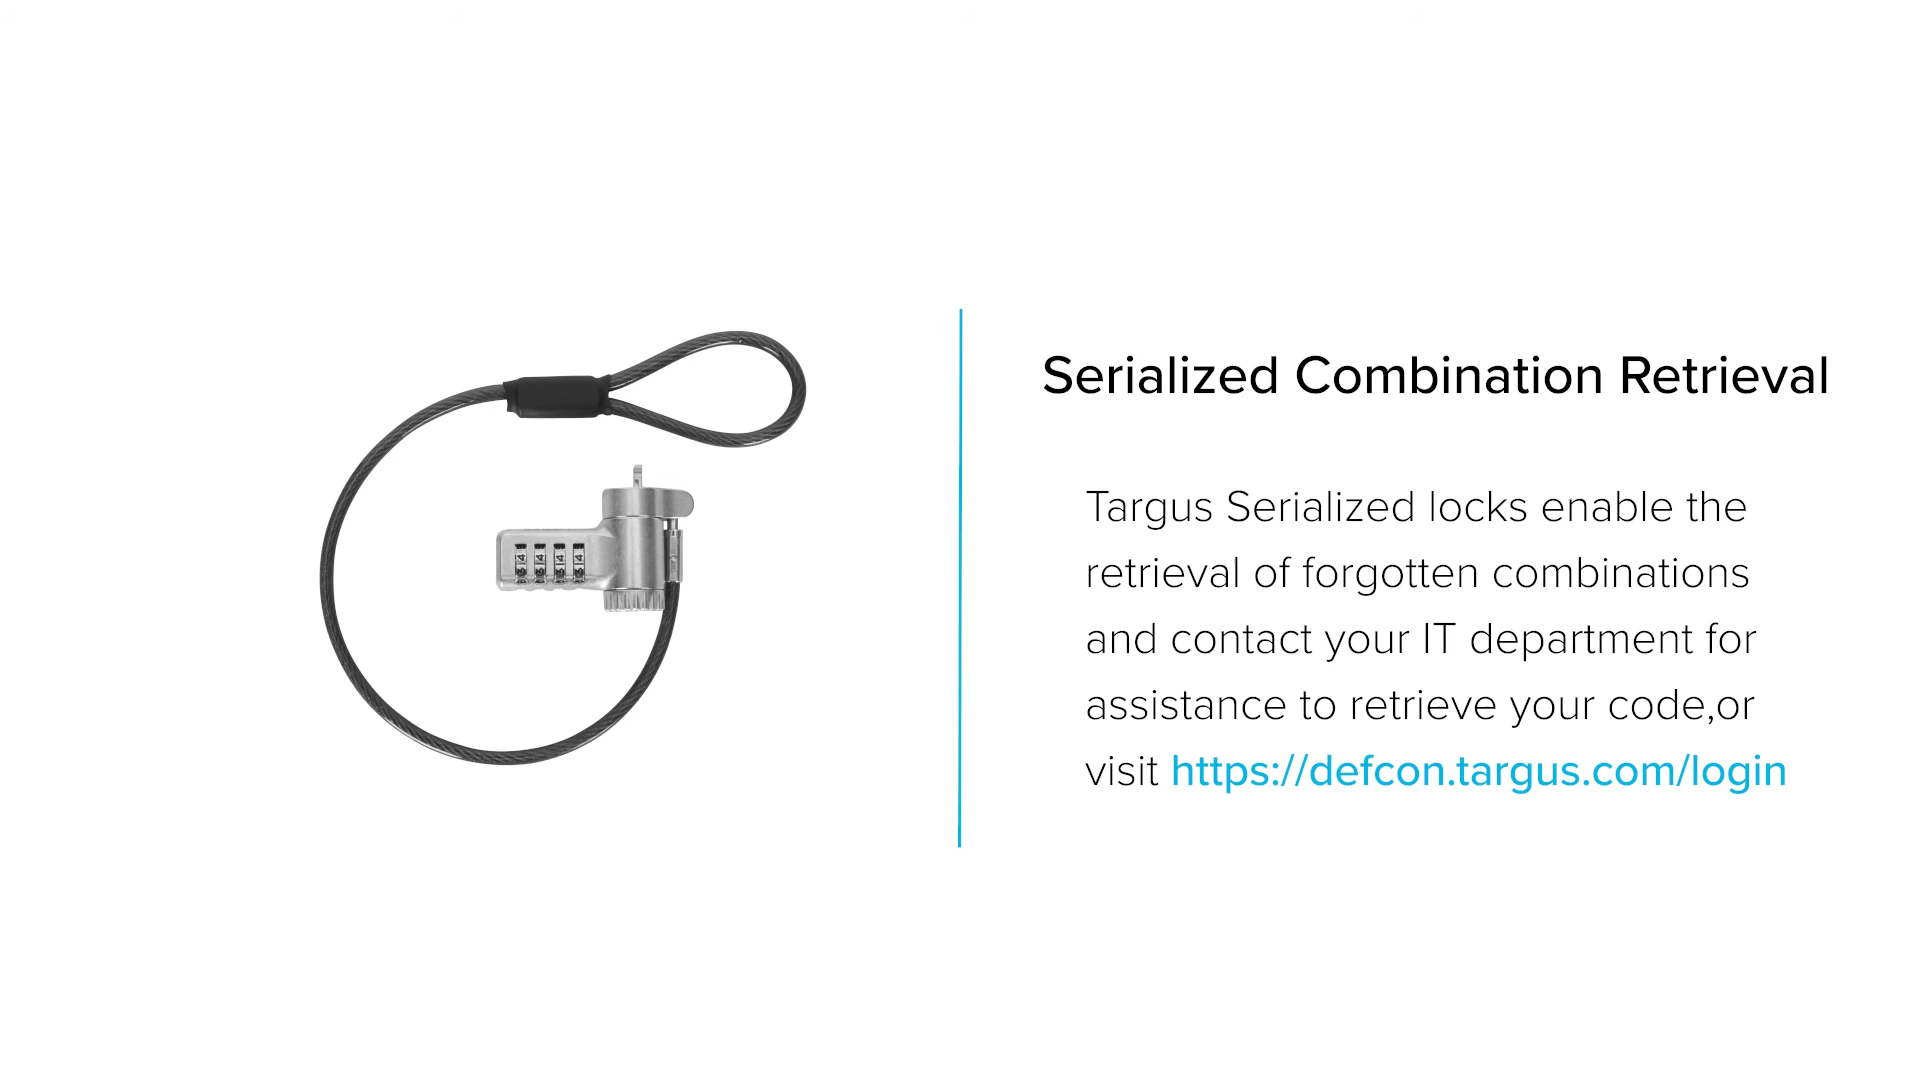 Serialized Combination Retrieval
Targus Serialized locks enable the
retrieval of forgotten combinations
and contact your IT department for
assistance to retrieve your code,or
visit https://defcon.targus.com/login